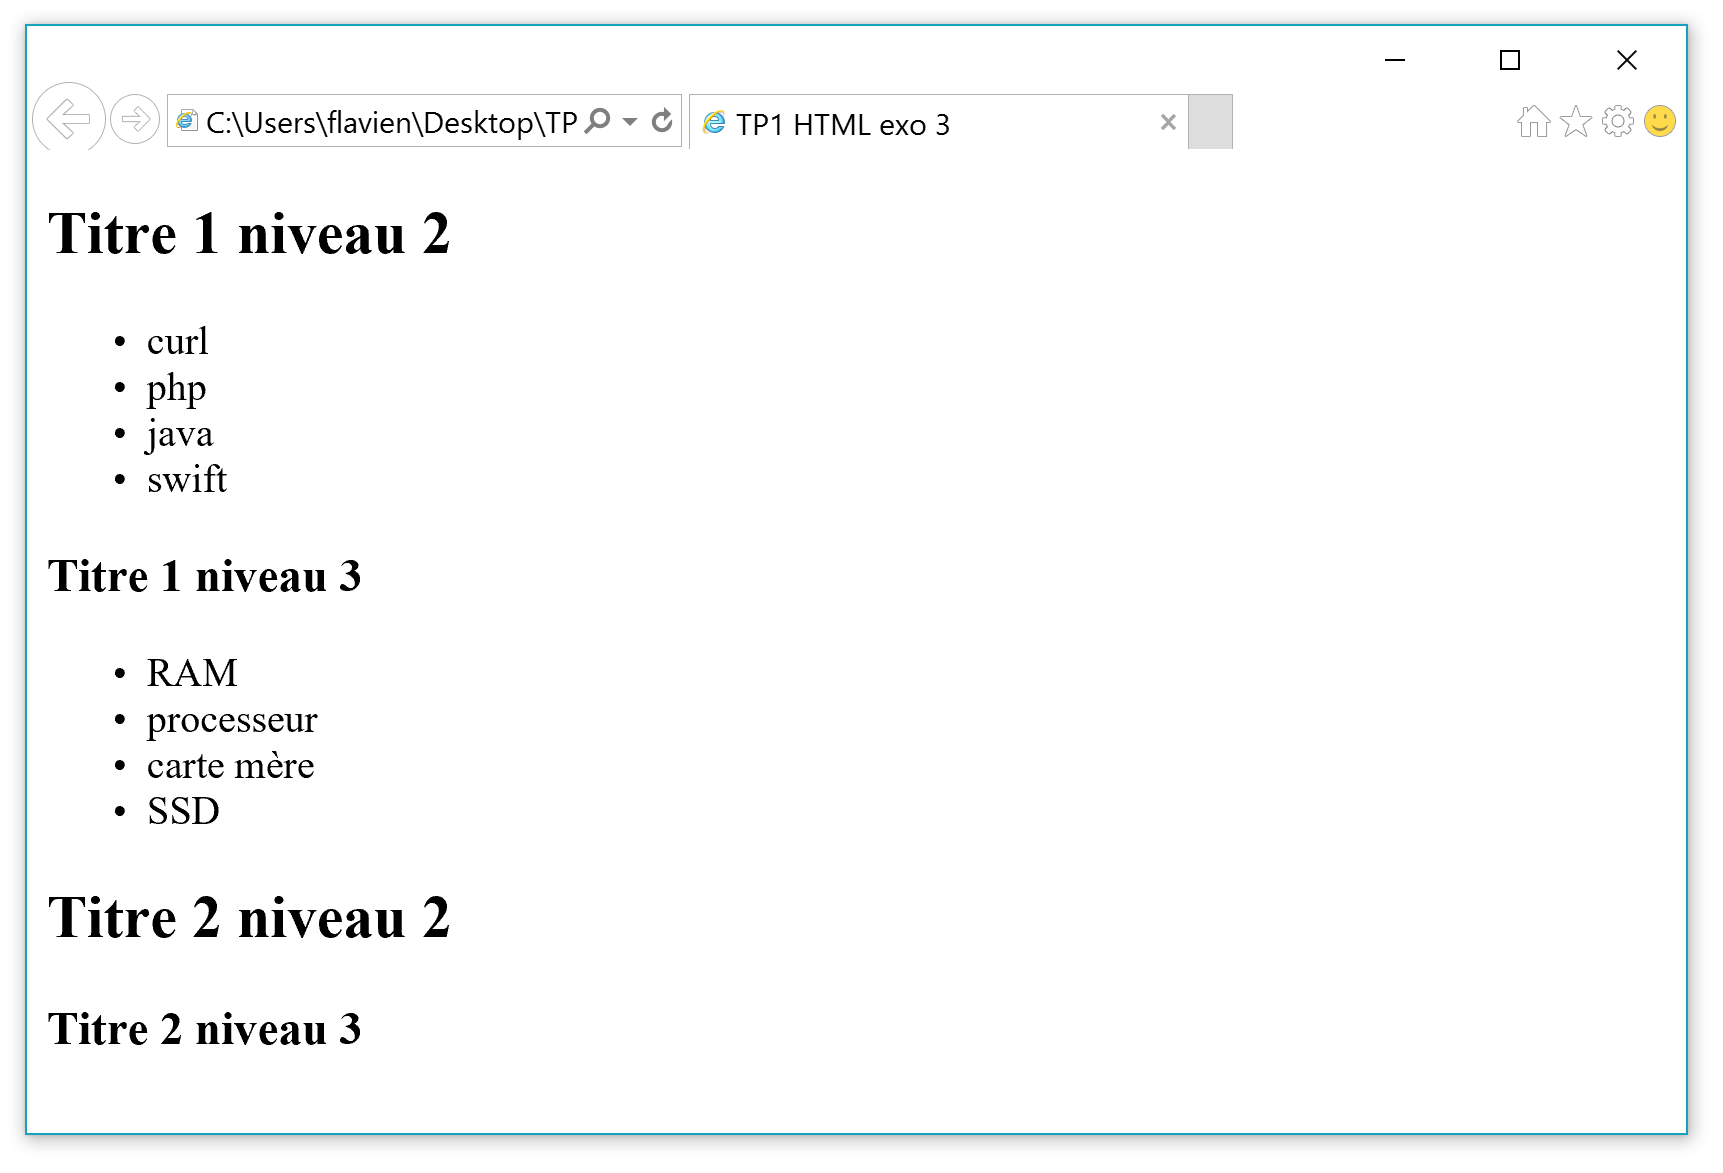 C:\Users\flavien\Desktop\TP
TP1 HTML exo 3
Titre 1 niveau 2
• curl
• php
• java
• swift
Titre 1 niveau 3
• RAM
• processeur
• carte mère
• SSD
Titre 2 niveau 2
Titre 2 niveau 3